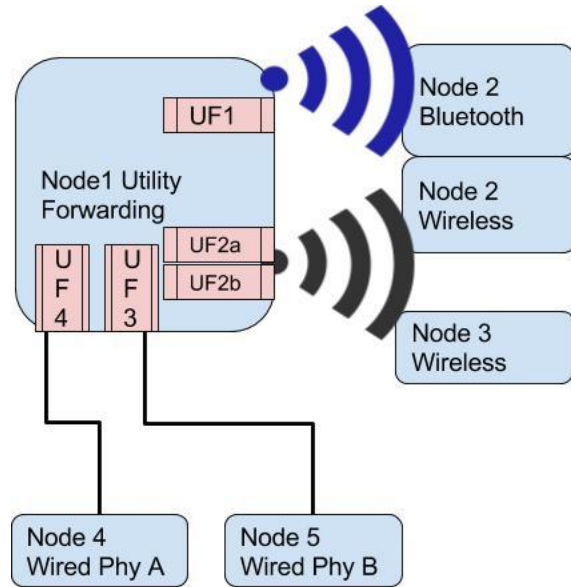 Node 2
Bluetooth
UF1
Node1 Utility
Forwarding
Node 2
Wireless
UF2a
UF2b
U
F
4
U
F
3
Node 3
Wireless
Node 4
Wired Phy A
Node 5
Wired Phy B